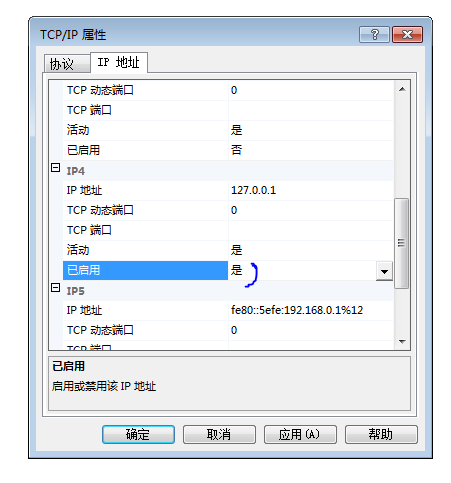 TCP/IP 属性
协议 IP 地址
TCP 动态端口 0
TCP 端口
活动 是
已启用 否
IP4
IP 地址 127.0.0.1
TCP 动态端口 0
TCP 端口
活动 是
已启用 是
IP5
IP 地址 fe80::5efe:192.168.0.1%12
TCP 动态端口 0
TCP 端口
已启用
启用或禁用该 IP 地址
确定 取消 应用(A) 帮助